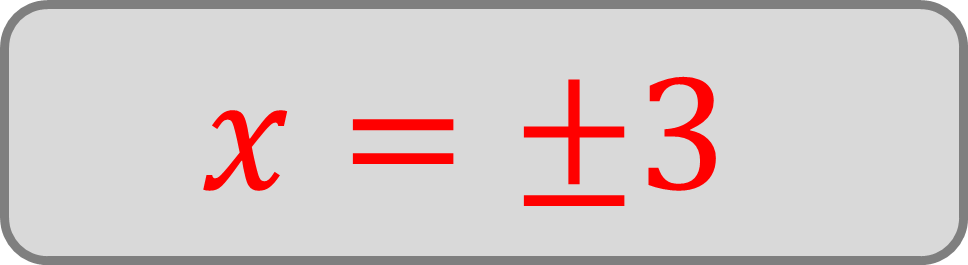 x = ±3